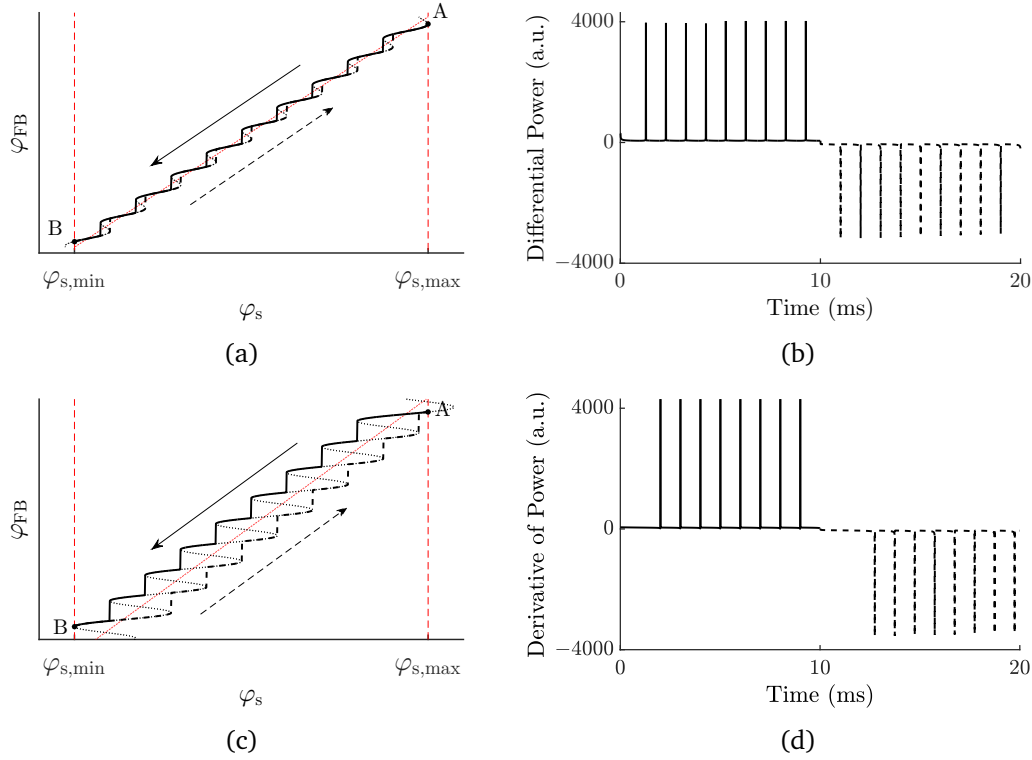 A
φFB
B
φs,min
φs,max
φs
(a)
4000
0
−4000
Differential Power (a.u.)
0
10
20
Time (ms)
(b)
A
φFB
B
φs,min
φs,max
φs
(c)
4000
0
−4000
Derivative of Power (a.u.)
0
10
20
Time (ms)
(d)